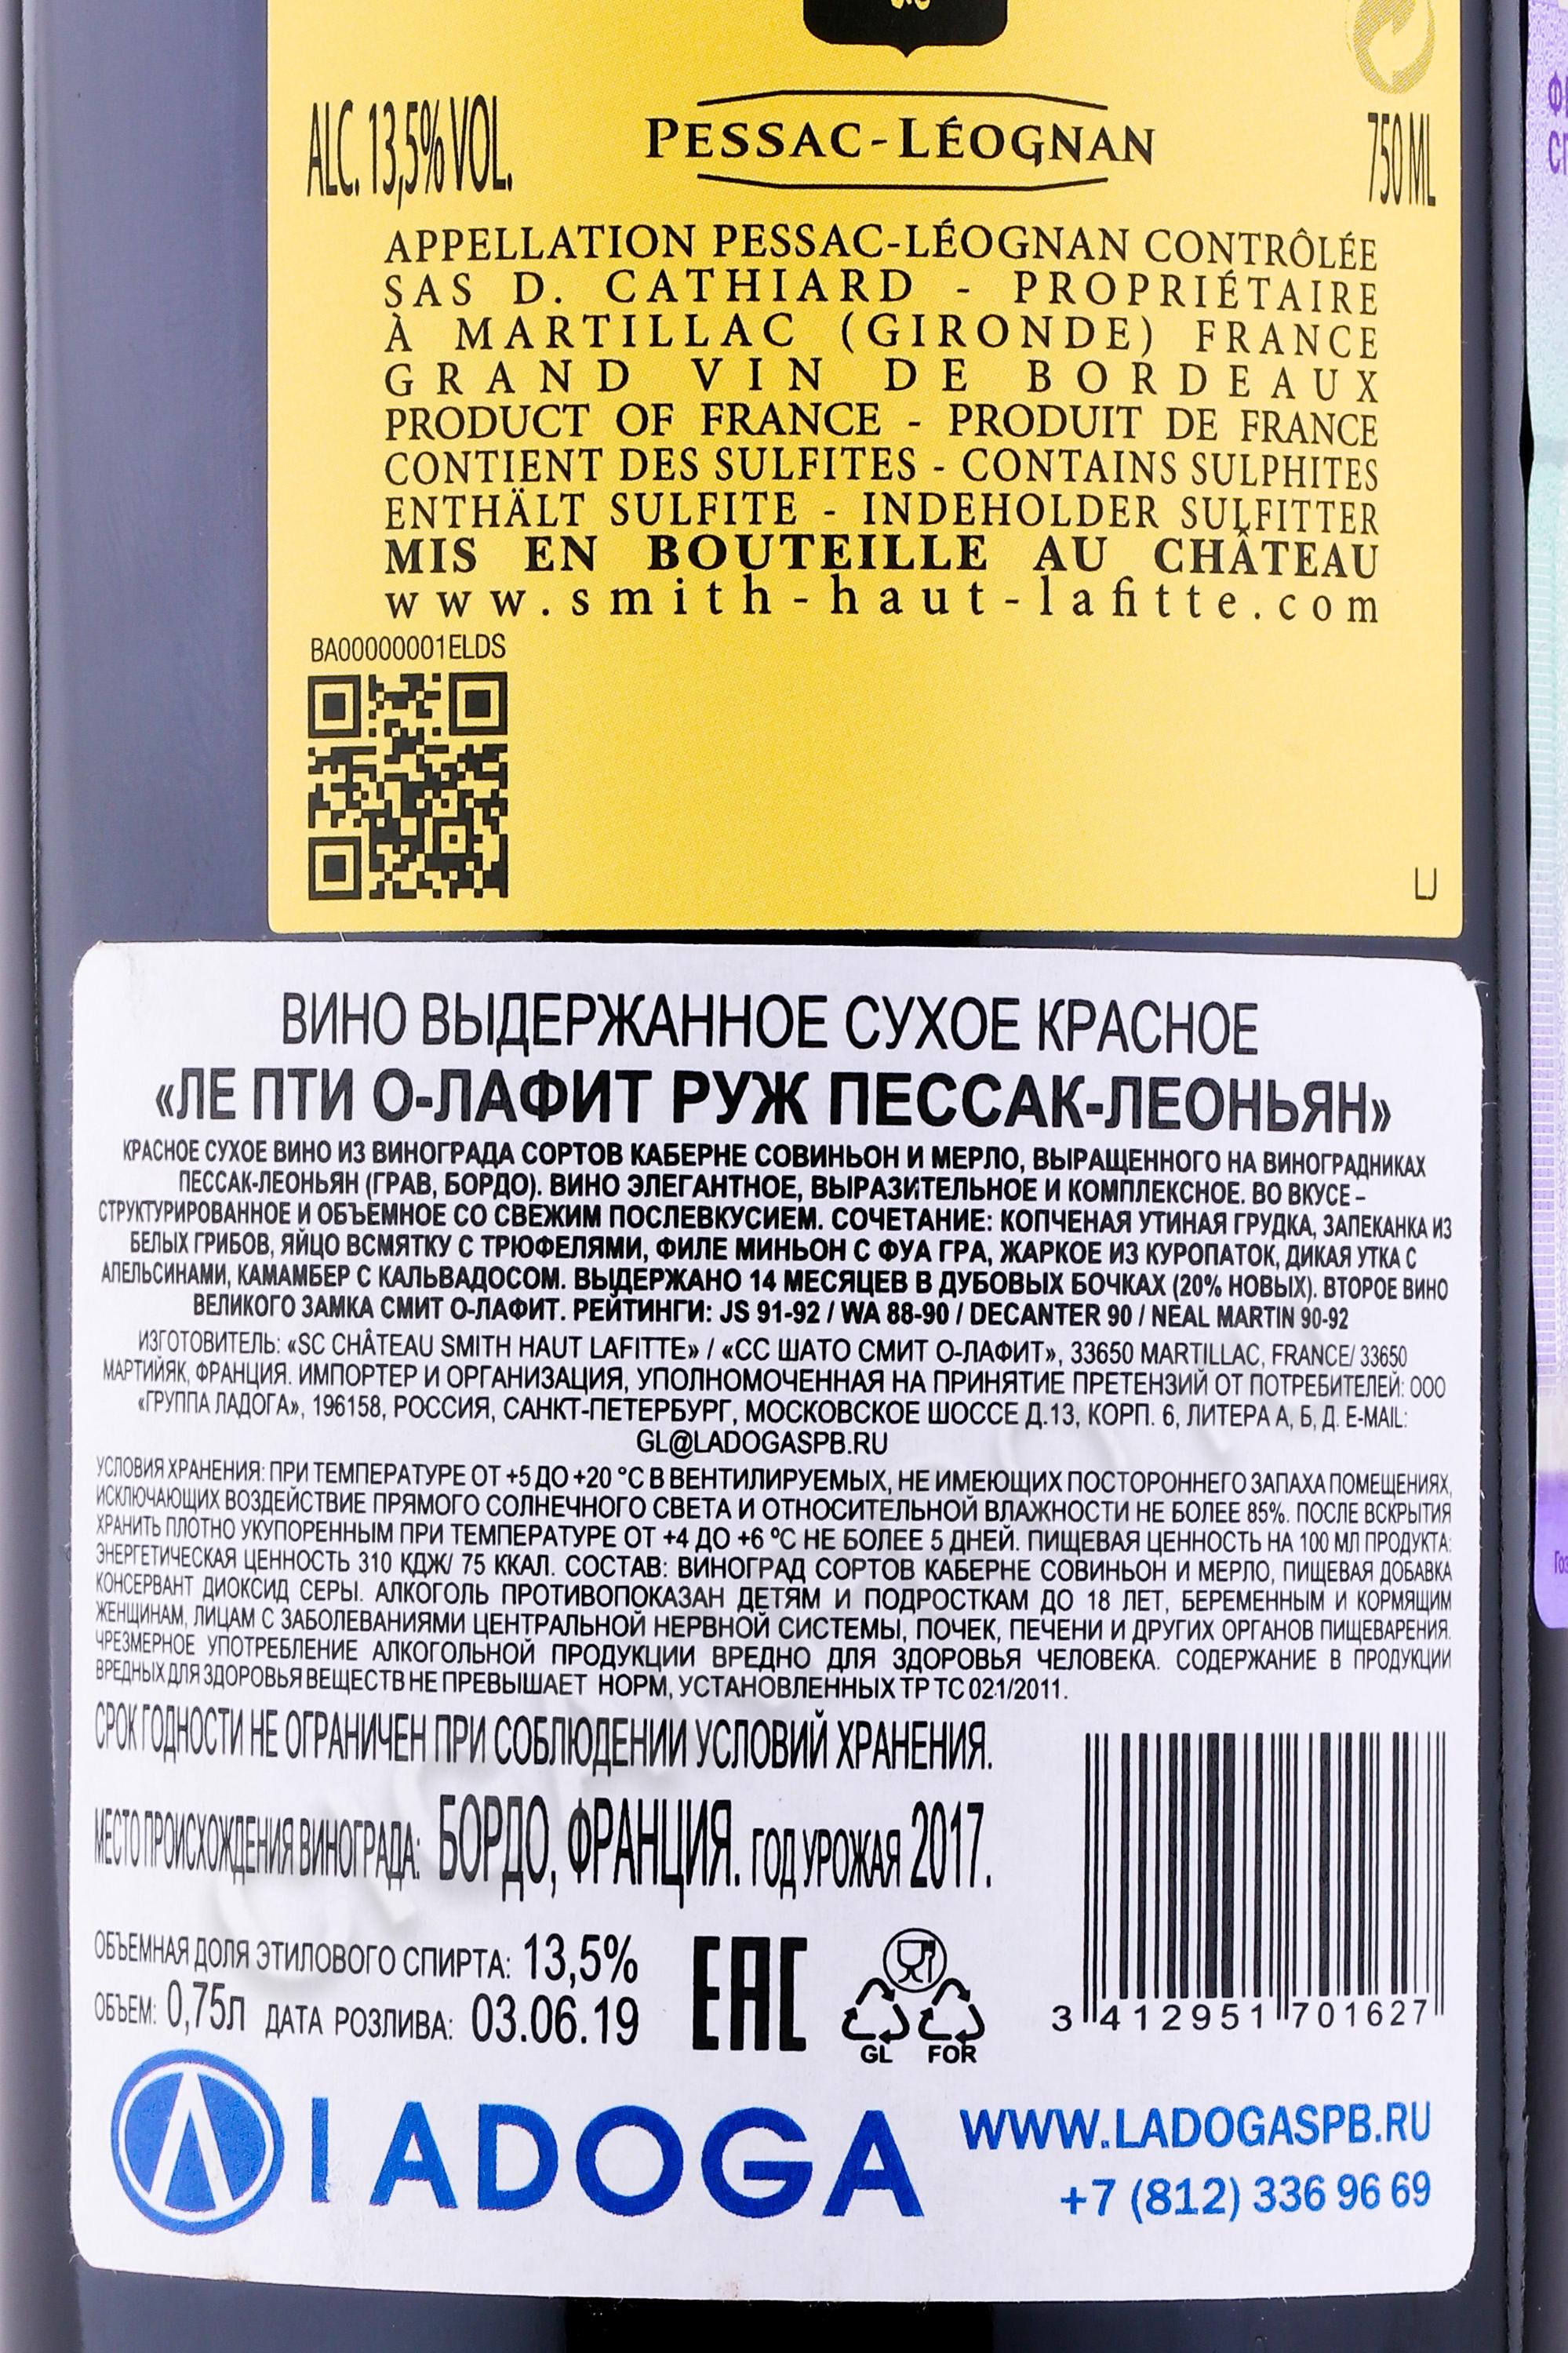 ALC. 13,5% VOL.
PESSAC-LÉOGNAN
750 ML
APPELLATION PESSAC-LÉOGNAN CONTRÔLÉE
SAS D. CATHIARD - PROPRIÉTAIRE
À MARTILLAC (GIRONDE) FRANCE
GRAND VIN DE BORDEAUX
PRODUCT OF FRANCE - PRODUIT DE FRANCE
CONTIENT DES SULFITES - CONTAINS SULPHITES
ENTHÄLT SULFITE - INDEHOLDER SULFITTER
MIS EN BOUTEILLE AU CHÂTEAU
www.smith-haut-lafitte.com
BA00000001ELDS
ВИНО ВЫДЕРЖАННОЕ СУХОЕ КРАСНОЕ
«ЛЕ ПТИ О-ЛАФИТ РУЖ ПЕССАК-ЛЕОНЬЯН»
КРАСНОЕ СУХОЕ ВИНО ИЗ ВИНОГРАДА СОРТОВ КАБЕРНЕ СОВИНЬОН И МЕРЛО, ВЫРАЩЕННОГО НА ВИНОГРАДНИКАХ
ПЕССАК-ЛЕОНЬЯН (ГРАВ, БОРДО). ВИНО ЭЛЕГАНТНОЕ, ВЫРАЗИТЕЛЬНОЕ И КОМПЛЕКСНОЕ. ВО ВКУСЕ –
СТРУКТУРИРОВАННОЕ И ОБЪЕМНОЕ СО СВЕЖИМ ПОСЛЕВКУСИЕМ. СОЧЕТАНИЕ: КОПЧЕНАЯ УТИНАЯ ГРУДКА, ЗАПЕКАНКА ИЗ
БЕЛЫХ ГРИБОВ, ЯЙЦО ВСМЯТКУ С ТРЮФЕЛЯМИ, ФИЛЕ МИНЬОН С ФУА ГРА, ЖАРКОЕ ИЗ КУРОПАТОК, ДИКАЯ УТКА С
АПЕЛЬСИНАМИ, КАМАМБЕР С КАЛЬВАДОСОМ. ВЫДЕРЖАНО 14 МЕСЯЦЕВ В ДУБОВЫХ БОЧКАХ (20% НОВЫХ). ВТОРОЕ ВИНО
ВЕЛИКОГО ЗАМКА СМИТ О-ЛАФИТ. РЕЙТИНГИ: JS 91-92 / WA 88-90 / DECANTER 90 / NEAL MARTIN 90-92
ИЗГОТОВИТЕЛЬ: «SC CHÂTEAU SMITH HAUT LAFITTE» / «СС ШАТО СМИТ О-ЛАФИТ», 33650 MARTILLAC, FRANCE/ 33650
МАРТИЙЯК, ФРАНЦИЯ. ИМПОРТЕР И ОРГАНИЗАЦИЯ, УПОЛНОМОЧЕННАЯ НА ПРИНЯТИЕ ПРЕТЕНЗИЙ ОТ ПОТРЕБИТЕЛЕЙ: ООО
«ГРУППА ЛАДОГА», 196158, РОССИЯ, САНКТ-ПЕТЕРБУРГ, МОСКОВСКОЕ ШОССЕ Д.13, КОРП. 6, ЛИТЕРА А, Б, Д. E-MAIL:
GL@LADOGASPB.RU
УСЛОВИЯ ХРАНЕНИЯ: ПРИ ТЕМПЕРАТУРЕ ОТ +5 ДО +20 °С В ВЕНТИЛИРУЕМЫХ, НЕ ИМЕЮЩИХ ПОСТОРОННЕГО ЗАПАХА ПОМЕЩЕНИЯХ,
ИСКЛЮЧАЮЩИХ ВОЗДЕЙСТВИЕ ПРЯМОГО СОЛНЕЧНОГО СВЕТА И ОТНОСИТЕЛЬНОЙ ВЛАЖНОСТИ НЕ БОЛЕЕ 85%. ПОСЛЕ ВСКРЫТИЯ
ХРАНИТЬ ПЛОТНО УКУПОРЕННЫМ ПРИ ТЕМПЕРАТУРЕ ОТ +4 ДО +6 °С НЕ БОЛЕЕ 5 ДНЕЙ. ПИЩЕВАЯ ЦЕННОСТЬ НА 100 МЛ ПРОДУКТА:
ЭНЕРГЕТИЧЕСКАЯ ЦЕННОСТЬ 310 КДЖ/ 75 ККАЛ. СОСТАВ: ВИНОГРАД СОРТОВ КАБЕРНЕ СОВИНЬОН И МЕРЛО, ПИЩЕВАЯ ДОБАВКА
КОНСЕРВАНТ ДИОКСИД СЕРЫ. АЛКОГОЛЬ ПРОТИВОПОКАЗАН ДЕТЯМ И ПОДРОСТКАМ ДО 18 ЛЕТ, БЕРЕМЕННЫМ И КОРМЯЩИМ
ЖЕНЩИНАМ, ЛИЦАМ С ЗАБОЛЕВАНИЯМИ ЦЕНТРАЛЬНОЙ НЕРВНОЙ СИСТЕМЫ, ПОЧЕК, ПЕЧЕНИ И ДРУГИХ ОРГАНОВ ПИЩЕВАРЕНИЯ.
ЧРЕЗМЕРНОЕ УПОТРЕБЛЕНИЕ АЛКОГОЛЬНОЙ ПРОДУКЦИИ ВРЕДНО ДЛЯ ЗДОРОВЬЯ ЧЕЛОВЕКА. СОДЕРЖАНИЕ В ПРОДУКЦИИ
ВРЕДНЫХ ДЛЯ ЗДОРОВЬЯ ВЕЩЕСТВ НЕ ПРЕВЫШАЕТ НОРМ, УСТАНОВЛЕННЫХ ТР ТС 021/2011.
СРОК ГОДНОСТИ НЕ ОГРАНИЧЕН ПРИ СОБЛЮДЕНИИ УСЛОВИЙ ХРАНЕНИЯ.
МЕСТО ПРОИСХОЖДЕНИЯ ВИНОГРАДА: БОРДО, ФРАНЦИЯ. ГОД УРОЖАЯ 2017.
ОБЪЕМНАЯ ДОЛЯ ЭТИЛОВОГО СПИРТА: 13,5%
ОБЪЕМ: 0,75л ДАТА РОЗЛИВА: 03.06.19
EAC
GL FOR
3 412951 701627
LADOGA
WWW.LADOGASPB.RU
+7 (812) 336 96 69